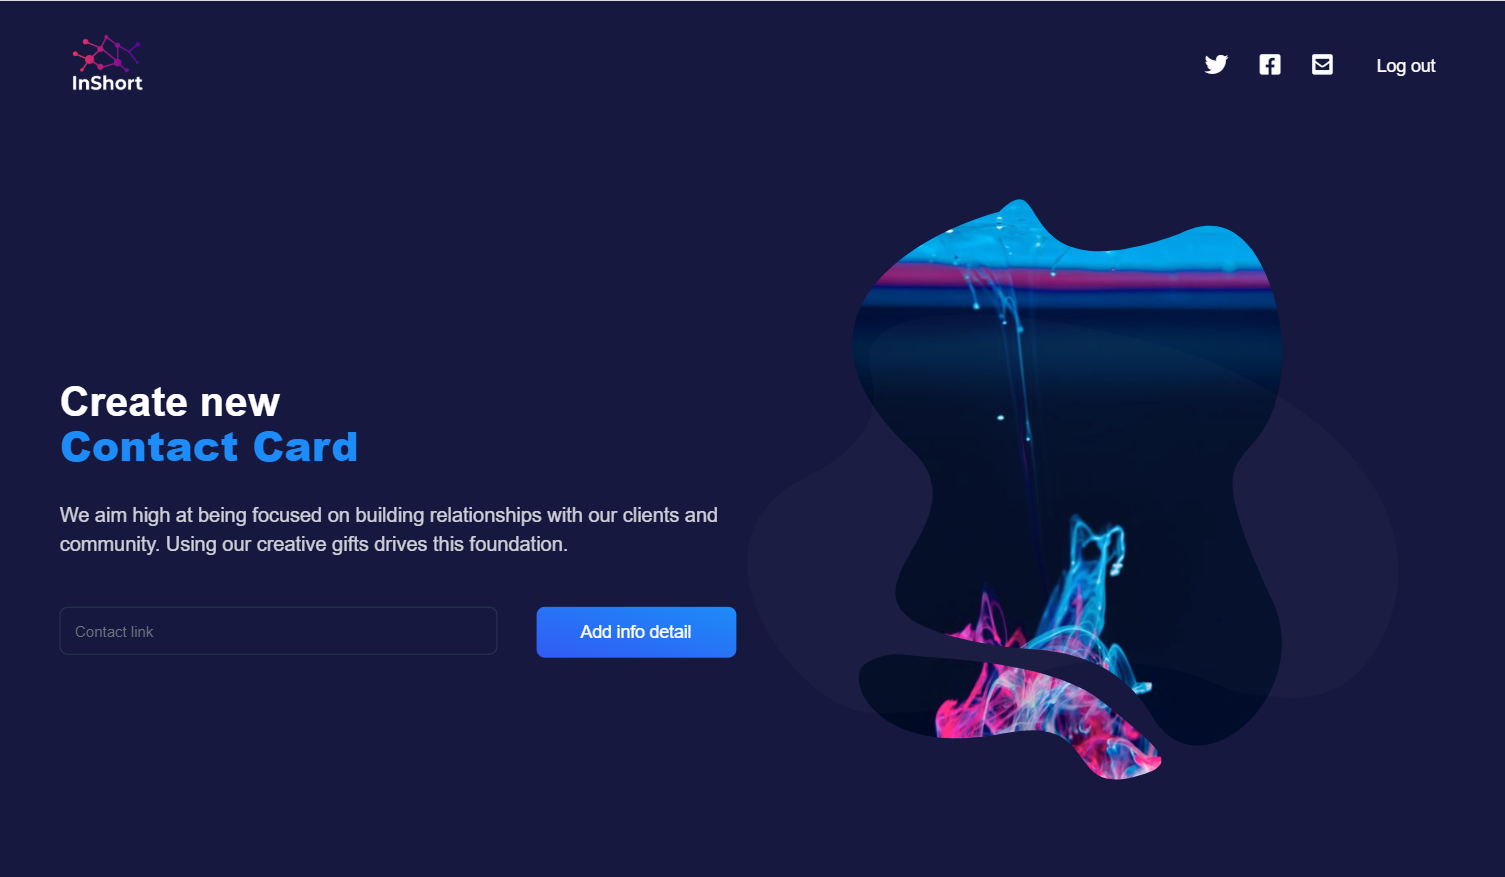 InShort
Log out
Create new
Contact Card
We aim high at being focused on building relationships with our clients and
community. Using our creative gifts drives this foundation.
Contact link
Add info detail